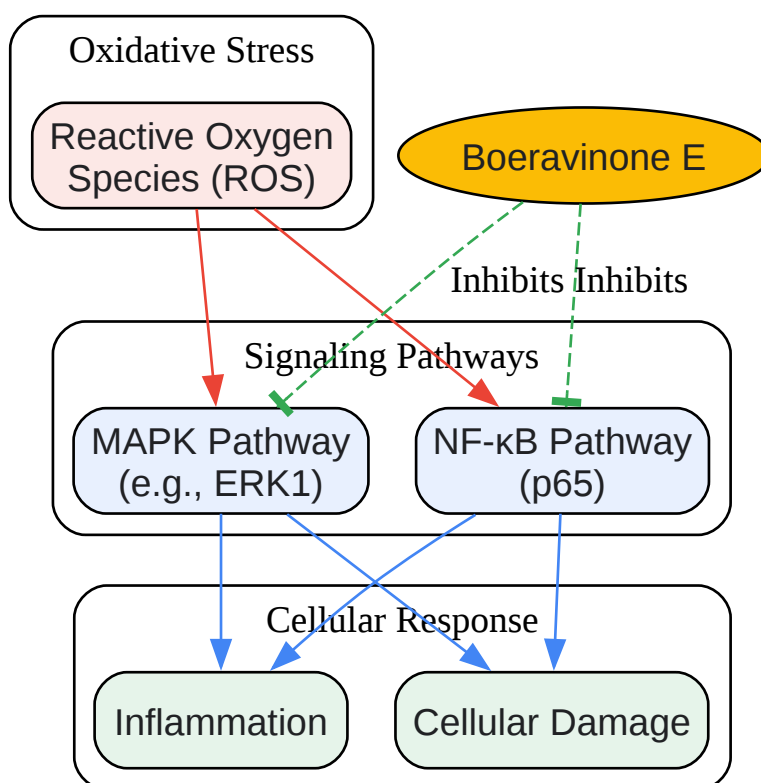 Oxidative Stress
Reactive Oxygen
Species (ROS)
Boeravinone E
Inhibits Inhibits
Signaling Pathways
MAPK Pathway
(e.g., ERK1)
NF-κB Pathway
(p65)
Cellular Response
Inflammation
Cellular Damage